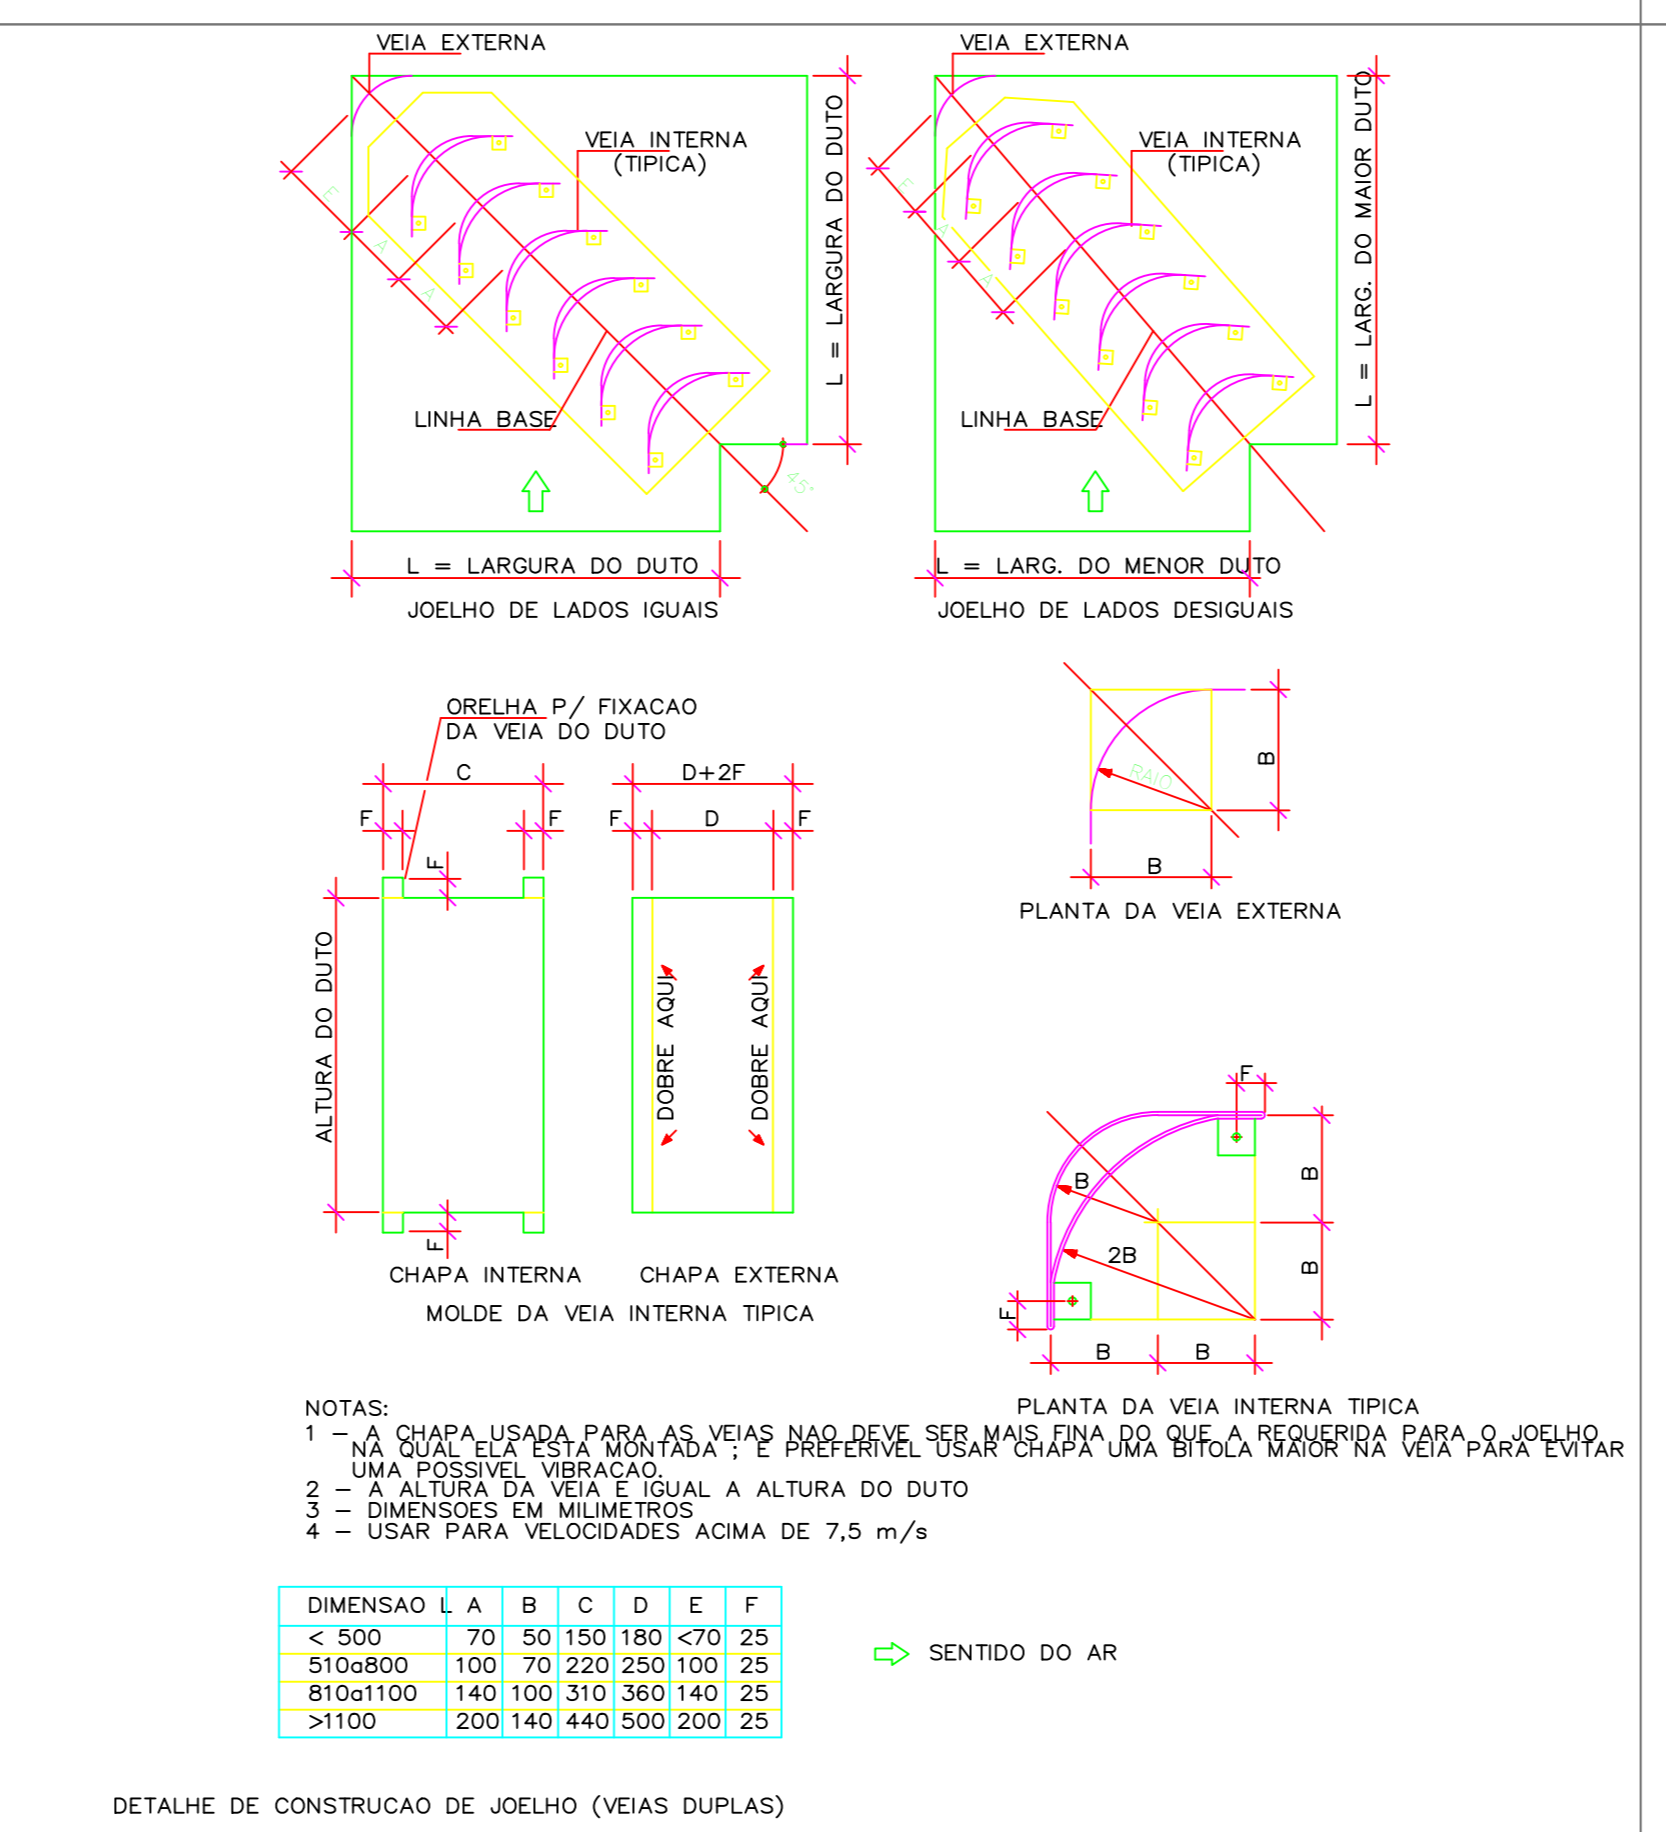 VEIA EXTERNA
VEIA INTERNA
(TIPICA)
L = LARGURA DO DUTO
E
A
A
LINHA BASE
45°
L = LARGURA DO DUTO
JOELHO DE LADOS IGUAIS
VEIA EXTERNA
VEIA INTERNA
(TIPICA)
L = LARG. DO MAIOR DUTO
E
A
A
LINHA BASE
L = LARG. DO MENOR DUTO
JOELHO DE LADOS DESIGUAIS
ORELHA P/ FIXACAO
DA VEIA DO DUTO
C
F
F
F
ALTURA DO DUTO
F
CHAPA INTERNA
D+2F
F
D
F
DOBRE AQUI
DOBRE AQUI
CHAPA EXTERNA
MOLDE DA VEIA INTERNA TIPICA
RAIO
B
B
PLANTA DA VEIA EXTERNA
F
B
B
2B
B
F
B
B
PLANTA DA VEIA INTERNA TIPICA
NOTAS:
1 – A CHAPA USADA PARA AS VEIAS NAO DEVE SER MAIS FINA DO QUE A REQUERIDA PARA O JOELHO
NA QUAL ELA ESTA MONTADA ; E PREFERIVEL USAR CHAPA UMA BITOLA MAIOR NA VEIA PARA EVITAR
UMA POSSIVEL VIBRACAO.
2 – A ALTURA DA VEIA E IGUAL A ALTURA DO DUTO
3 – DIMENSOES EM MILIMETROS
4 – USAR PARA VELOCIDADES ACIMA DE 7,5 m/s
DIMENSAO L A B C D E F
< 500 70 50 150 180 <70 25
510a800 100 70 220 250 100 25
810a1100 140 100 310 360 140 25
>1100 200 140 440 500 200 25
SENTIDO DO AR
DETALHE DE CONSTRUCAO DE JOELHO (VEIAS DUPLAS)